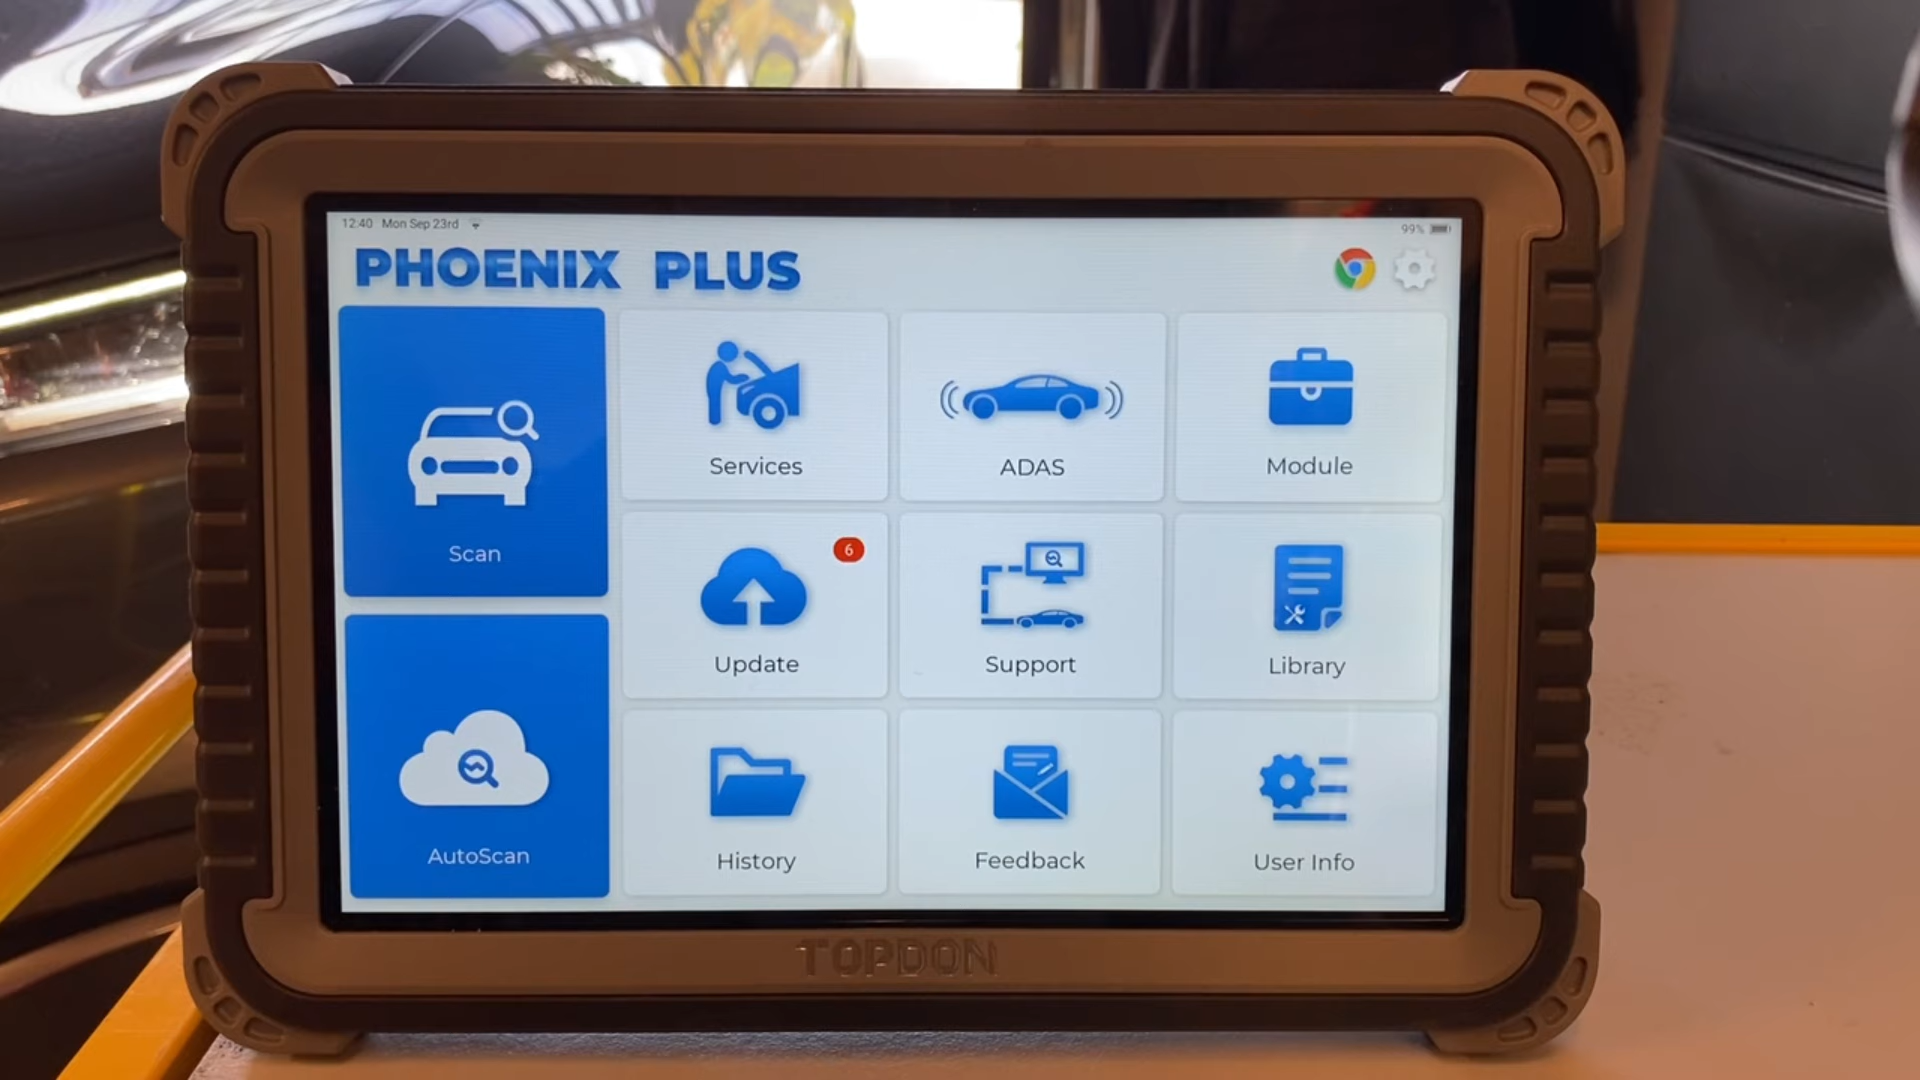 12:40 Mon Sep 23rd
99%
PHOENIX PLUS
Scan
Services
ADAS
Module
6
Update
Support
Library
AutoScan
History
Feedback
User Info
TOPDON